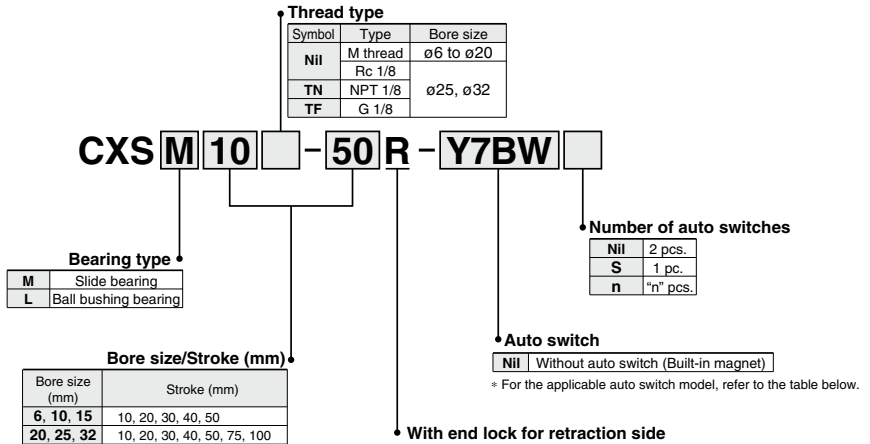 Thread type
Symbol Type Bore size
Nil M thread ø6 to ø20
Rc 1/8 ø25, ø32
TN NPT 1/8
TF G 1/8
CXS M 10 – 50 R – Y7BW
Bearing type
M Slide bearing
L Ball bushing bearing
Bore size/Stroke (mm)
Bore size (mm) Stroke (mm)
6, 10, 15 10, 20, 30, 40, 50
20, 25, 32 10, 20, 30, 40, 50, 75, 100
With end lock for retraction side
Auto switch
Nil Without auto switch (Built-in magnet)
∗ For the applicable auto switch model, refer to the table below.
Number of auto switches
Nil 2 pcs.
S 1 pc.
n “n” pcs.